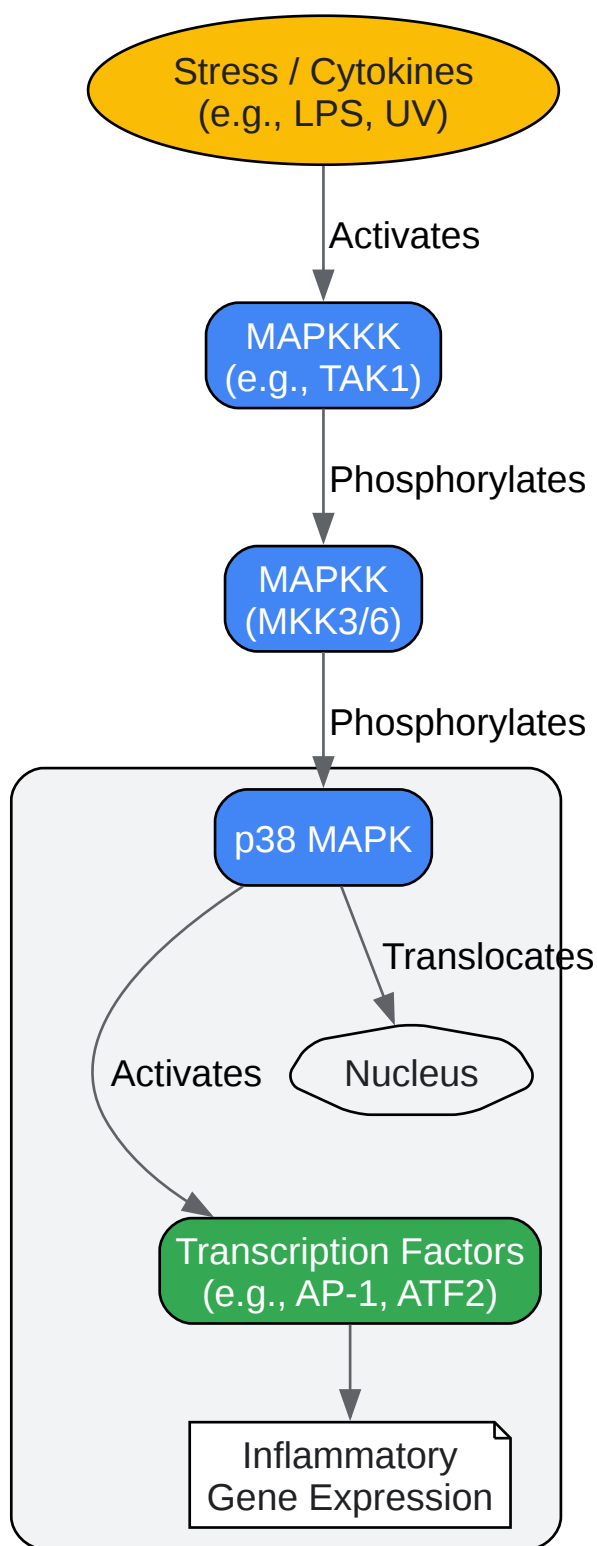 Stress / Cytokines
(e.g., LPS, UV)
Activates
MAPKKK
(e.g., TAK1)
Phosphorylates
MAPKK
(MKK3/6)
Phosphorylates
p38 MAPK
Translocates
Nucleus
Activates
Transcription Factors
(e.g., AP-1, ATF2)
Inflammatory
Gene Expression